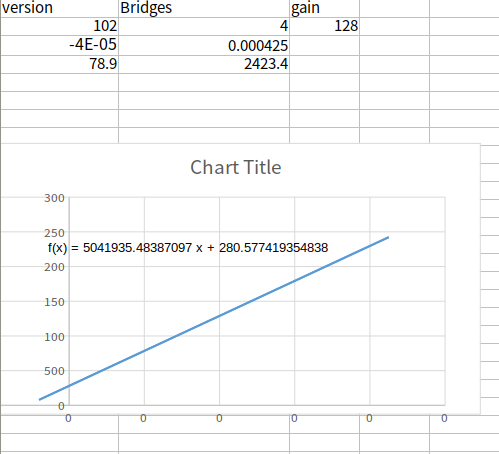 version Bridges gain
102 4 128
-4E-05 0.000425
78.9 2423.4
Chart Title
300
250
f(x) = 5041935.48387097 x + 280.577419354838
200
150
100
500
0
0 0 0 0 0 0